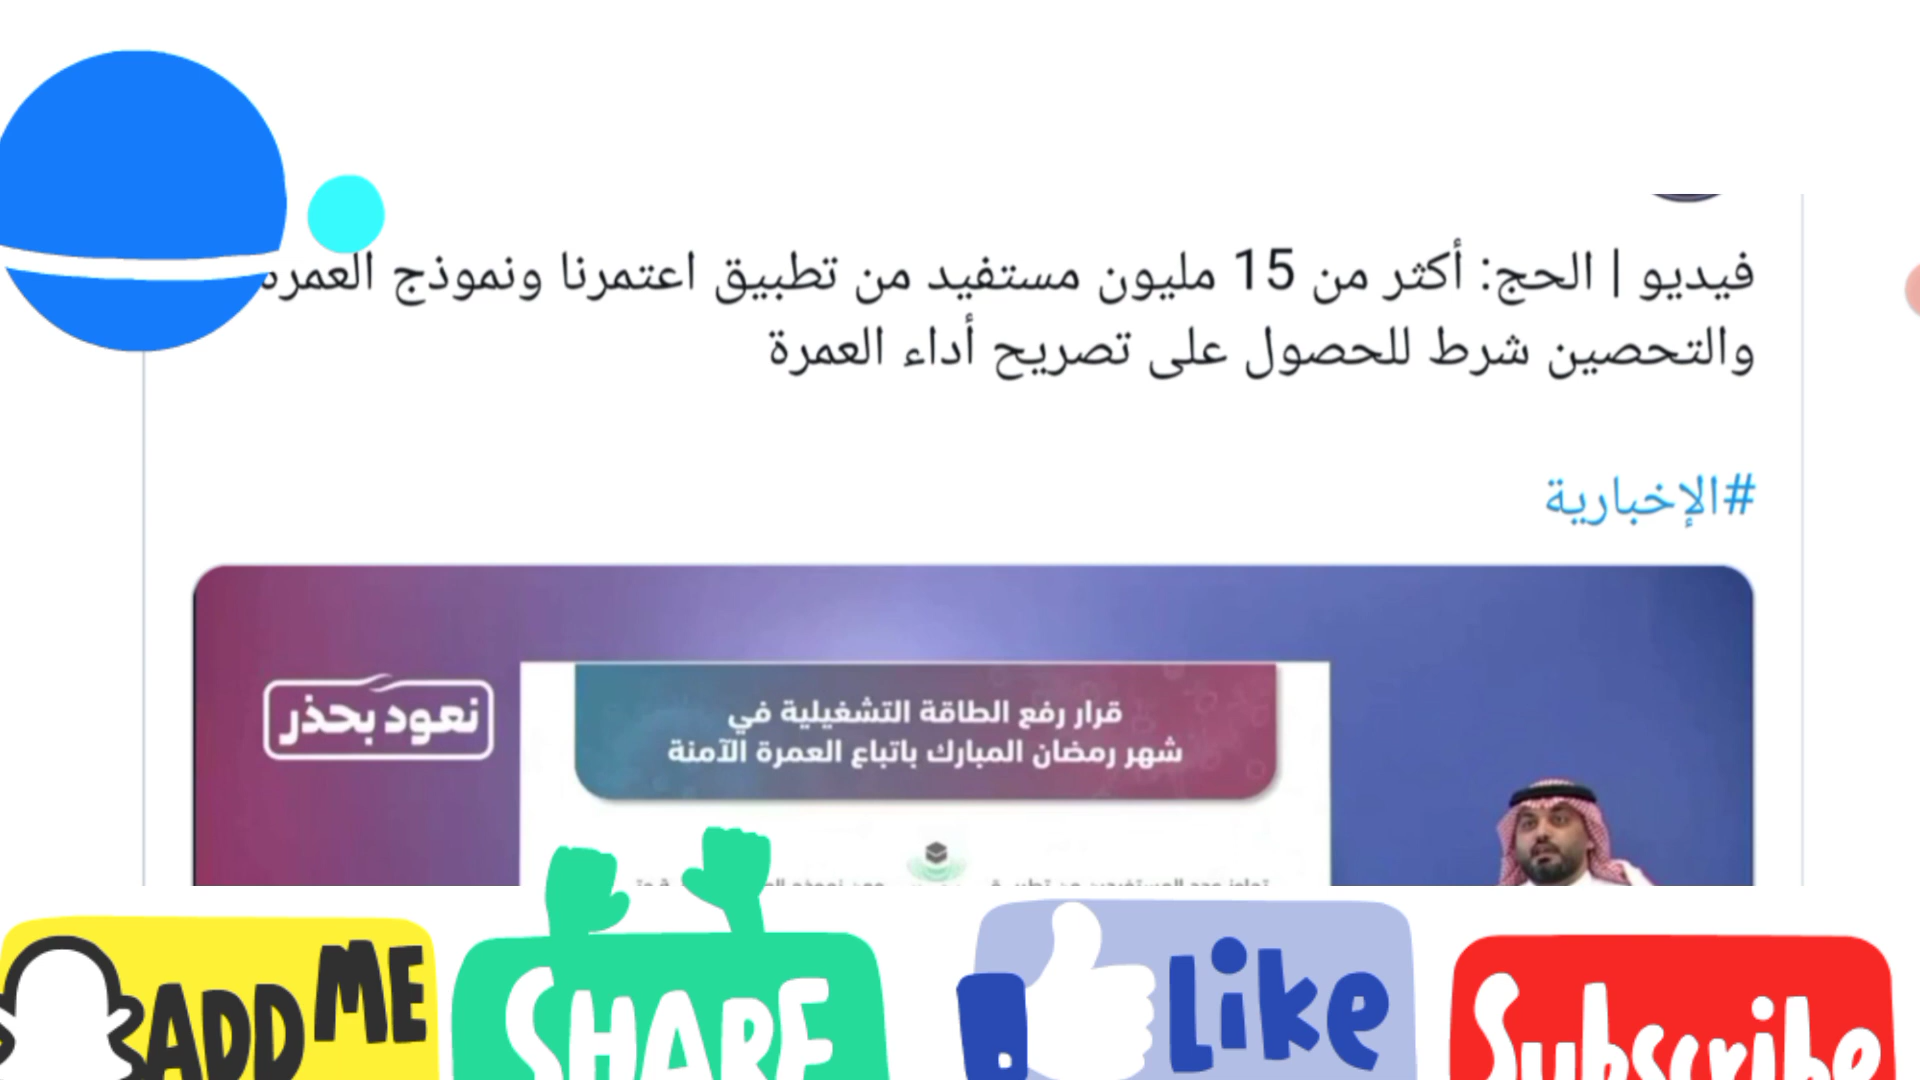 فيديو | الحج: أكثر من 15 مليون مستفيد من تطبيق اعتمرنا ونموذج العمرة
والتحصين شرط للحصول على تصريح أداء العمرة
#الإخبارية
نعود بحذر
قرار رفع الطاقة التشغيلية في
شهر رمضان المبارك باتباع العمرة الآمنة
ADD ME
SHARE
Like
Subscribe